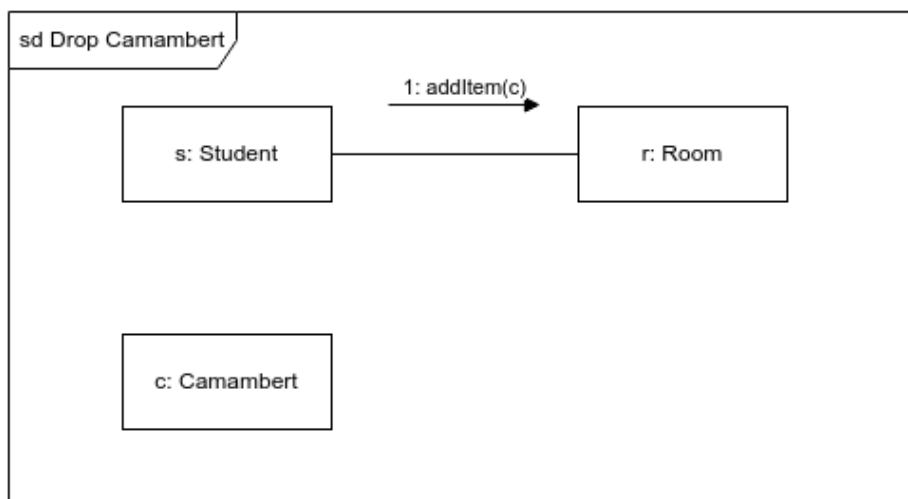 sd Drop Camambert
1: addItem(c)
s: Student
r: Room
c: Camambert